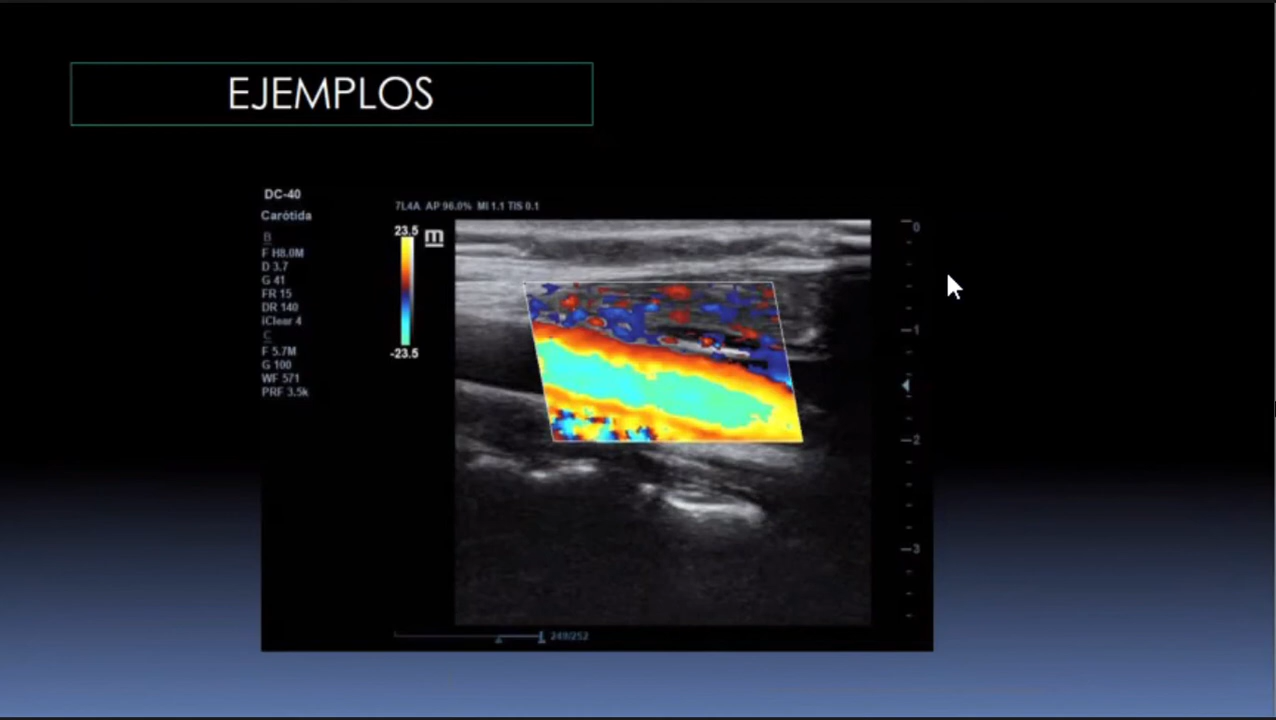 EJEMPLOS
DC-40
Carótida
7L4A AP 96.0% MI 1.1 TIS 0.1
B
F H8.0M
D 3.7
G 41
FR 15
DR 140
iClear 4
C
F 5.7M
G 100
WF 571
PRF 3.5k
23.5
m
-23.5
0
1
2
3
249/252